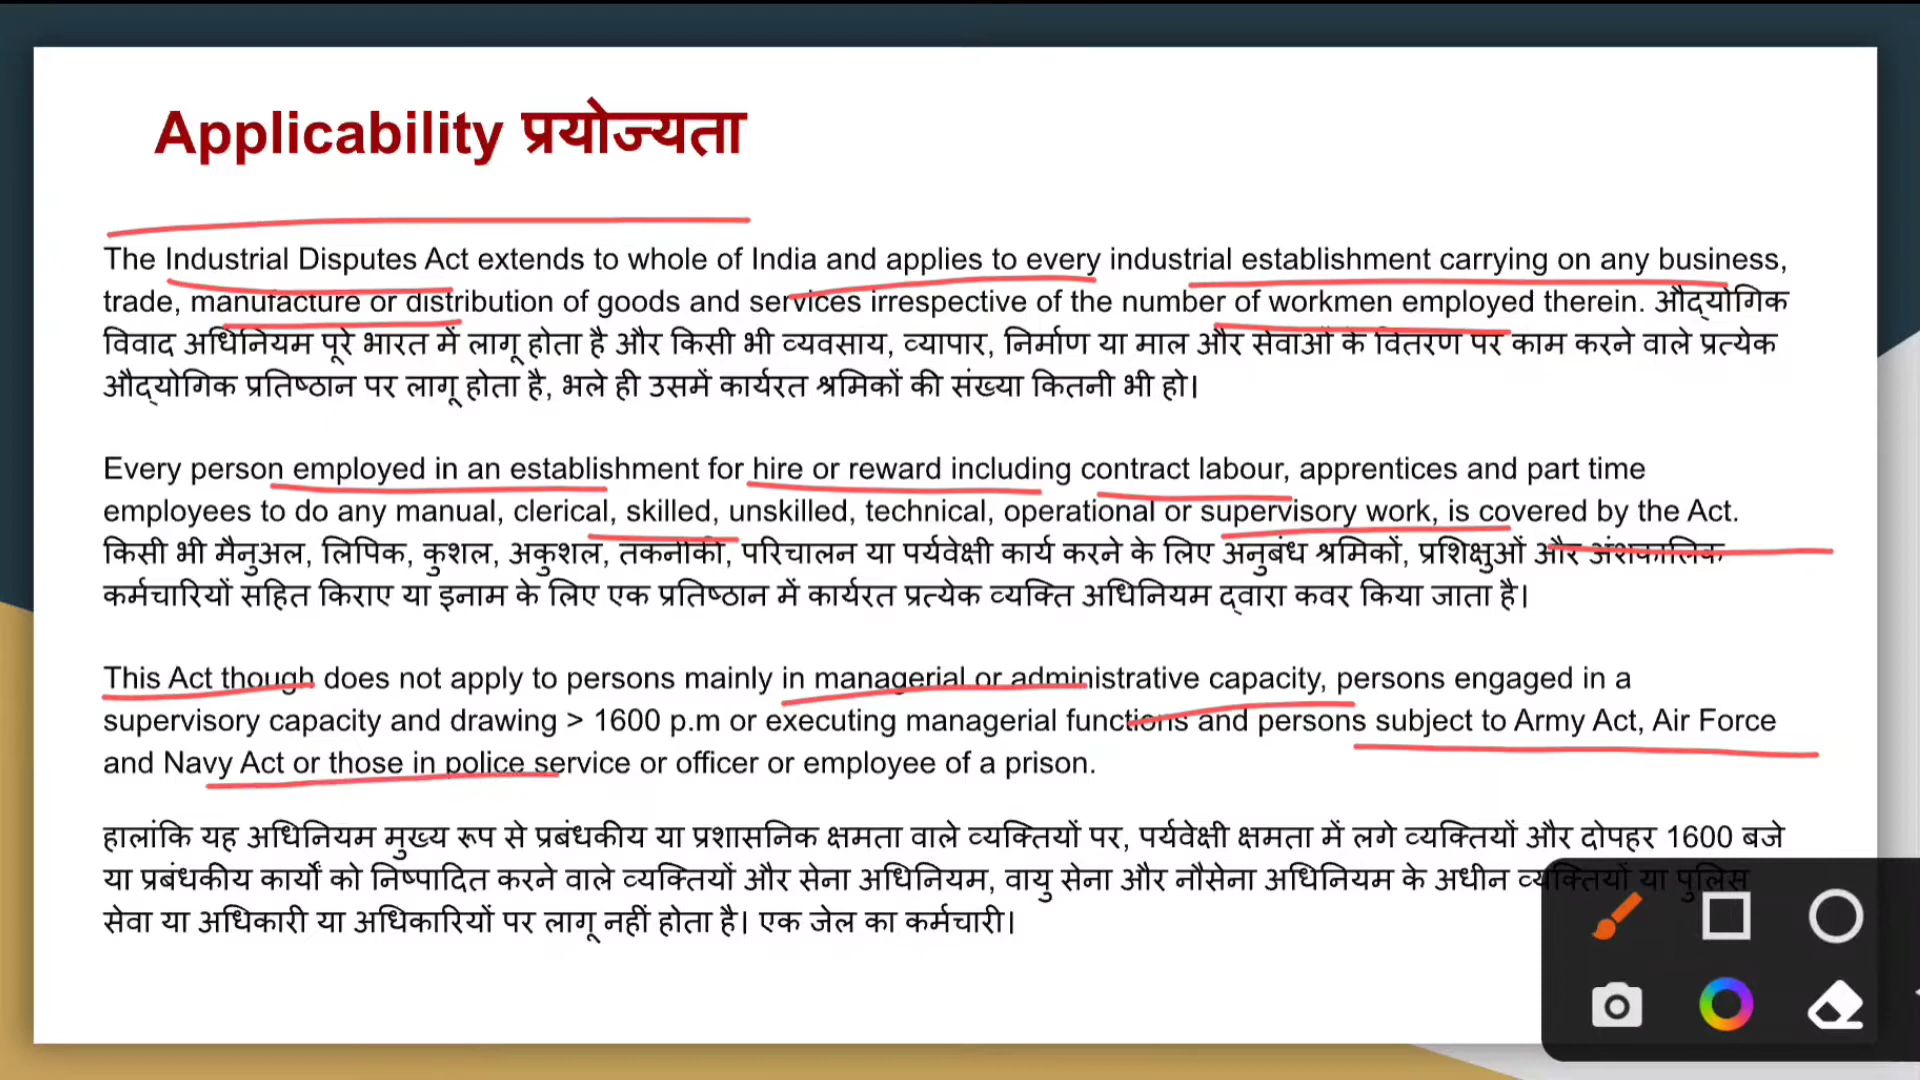 Applicability प्रयोज्यता
The Industrial Disputes Act extends to whole of India and applies to every industrial establishment carrying on any business,
trade, manufacture or distribution of goods and services irrespective of the number of workmen employed therein. औद्योगिक
विवाद अधिनियम पूरे भारत में लागू होता है और किसी भी व्यवसाय, व्यापार, निर्माण या माल और सेवाओं के वितरण पर काम करने वाले प्रत्येक
औद्योगिक प्रतिष्ठान पर लागू होता है, भले ही उसमें कार्यरत श्रमिकों की संख्या कितनी भी हो।
Every person employed in an establishment for hire or reward including contract labour, apprentices and part time
employees to do any manual, clerical, skilled, unskilled, technical, operational or supervisory work, is covered by the Act.
किसी भी मैनुअल, लिपिक, कुशल, अकुशल, तकनीकी, परिचालन या पर्यवेक्षी कार्य करने के लिए अनुबंध श्रमिकों, प्रशिक्षुओं और अंशकालिक
कर्मचारियों सहित किराए या इनाम के लिए एक प्रतिष्ठान में कार्यरत प्रत्येक व्यक्ति अधिनियम द्वारा कवर किया जाता है।
This Act though does not apply to persons mainly in managerial or administrative capacity, persons engaged in a
supervisory capacity and drawing > 1600 p.m or executing managerial functions and persons subject to Army Act, Air Force
and Navy Act or those in police service or officer or employee of a prison.
हालांकि यह अधिनियम मुख्य रूप से प्रबंधकीय या प्रशासनिक क्षमता वाले व्यक्तियों पर, पर्यवेक्षी क्षमता में लगे व्यक्तियों और दोपहर 1600 बजे
या प्रबंधकीय कार्यों को निष्पादित करने वाले व्यक्तियों और सेना अधिनियम, वायु सेना और नौसेना अधिनियम के अधीन व्यक्तियों या पुलिस
सेवा या अधिकारी या अधिकारियों पर लागू नहीं होता है। एक जेल का कर्मचारी।